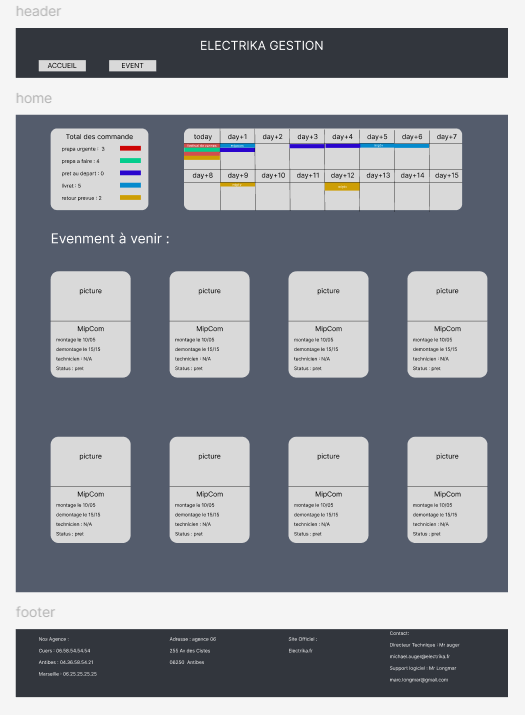 header
ELECTRIKA GESTION
ACCUEIL EVENT
home
Total des commande
prepa urgente : 3
prepa a faire : 4
pret au depart : 0
livret : 5
retour prevus : 2
today day+1 day+2 day+3 day+4 day+5 day+6 day+7
day+8 day+9 day+10 day+11 day+12 day+13 day+14 day+15
Evenment à venir :
picture picture picture picture
MipCom MipCom MipCom MipCom
montage le 10/05 montage le 10/05 montage le 10/05 montage le 10/05
demontage le 15/15 demontage le 15/15 demontage le 15/15 demontage le 15/15
technicien : N/A technicien : N/A technicien : N/A technicien : N/A
Status : pret Status : pret Status : pret Status : pret
picture picture picture picture
MipCom MipCom MipCom MipCom
montage le 10/05 montage le 10/05 montage le 10/05 montage le 10/05
demontage le 15/15 demontage le 15/15 demontage le 15/15 demontage le 15/15
technicien : N/A technicien : N/A technicien : N/A technicien : N/A
Status : pret Status : pret Status : pret Status : pret
footer
Nos Agence :
Cuers : 06.56.54.54.54
Antibes : 04.36.58.54.21
Marseille : 06.25.25.25.25
Adresse : agence 06
255 Av des Cistes
06250 Antibes
Site Officiel :
Electrika.fr
Contact:
Directeur Technique : Mr auger
michael.auger@electrika.fr
Support logiciel : Mr Longmar
marc.longmar@gmail.com